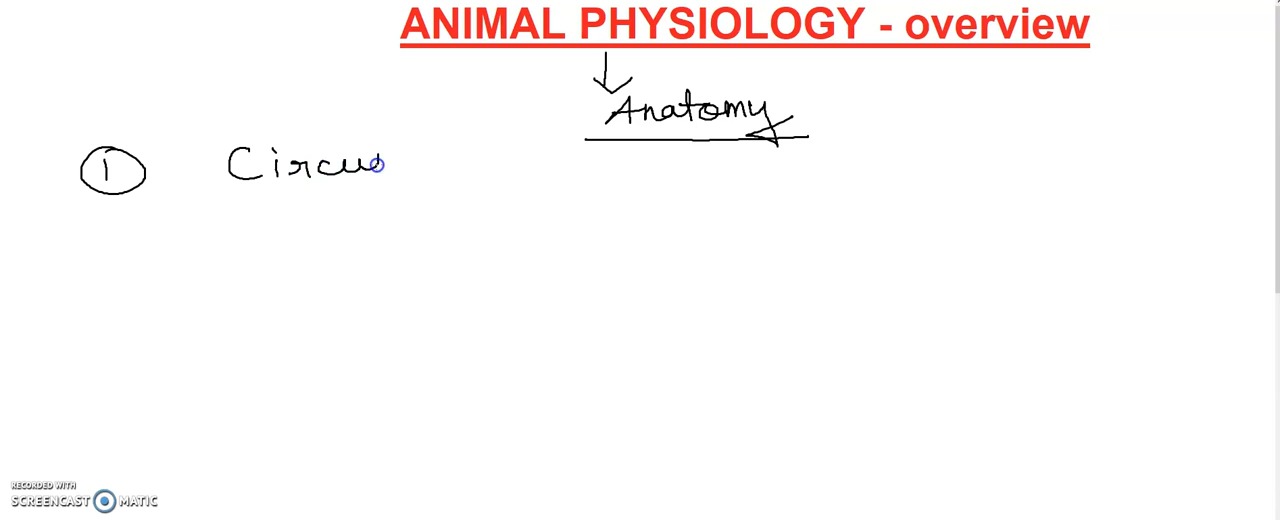 ANIMAL PHYSIOLOGY - overview
Anatomy
1 Circu
RECORDED WITH
SCREENCAST MATIC